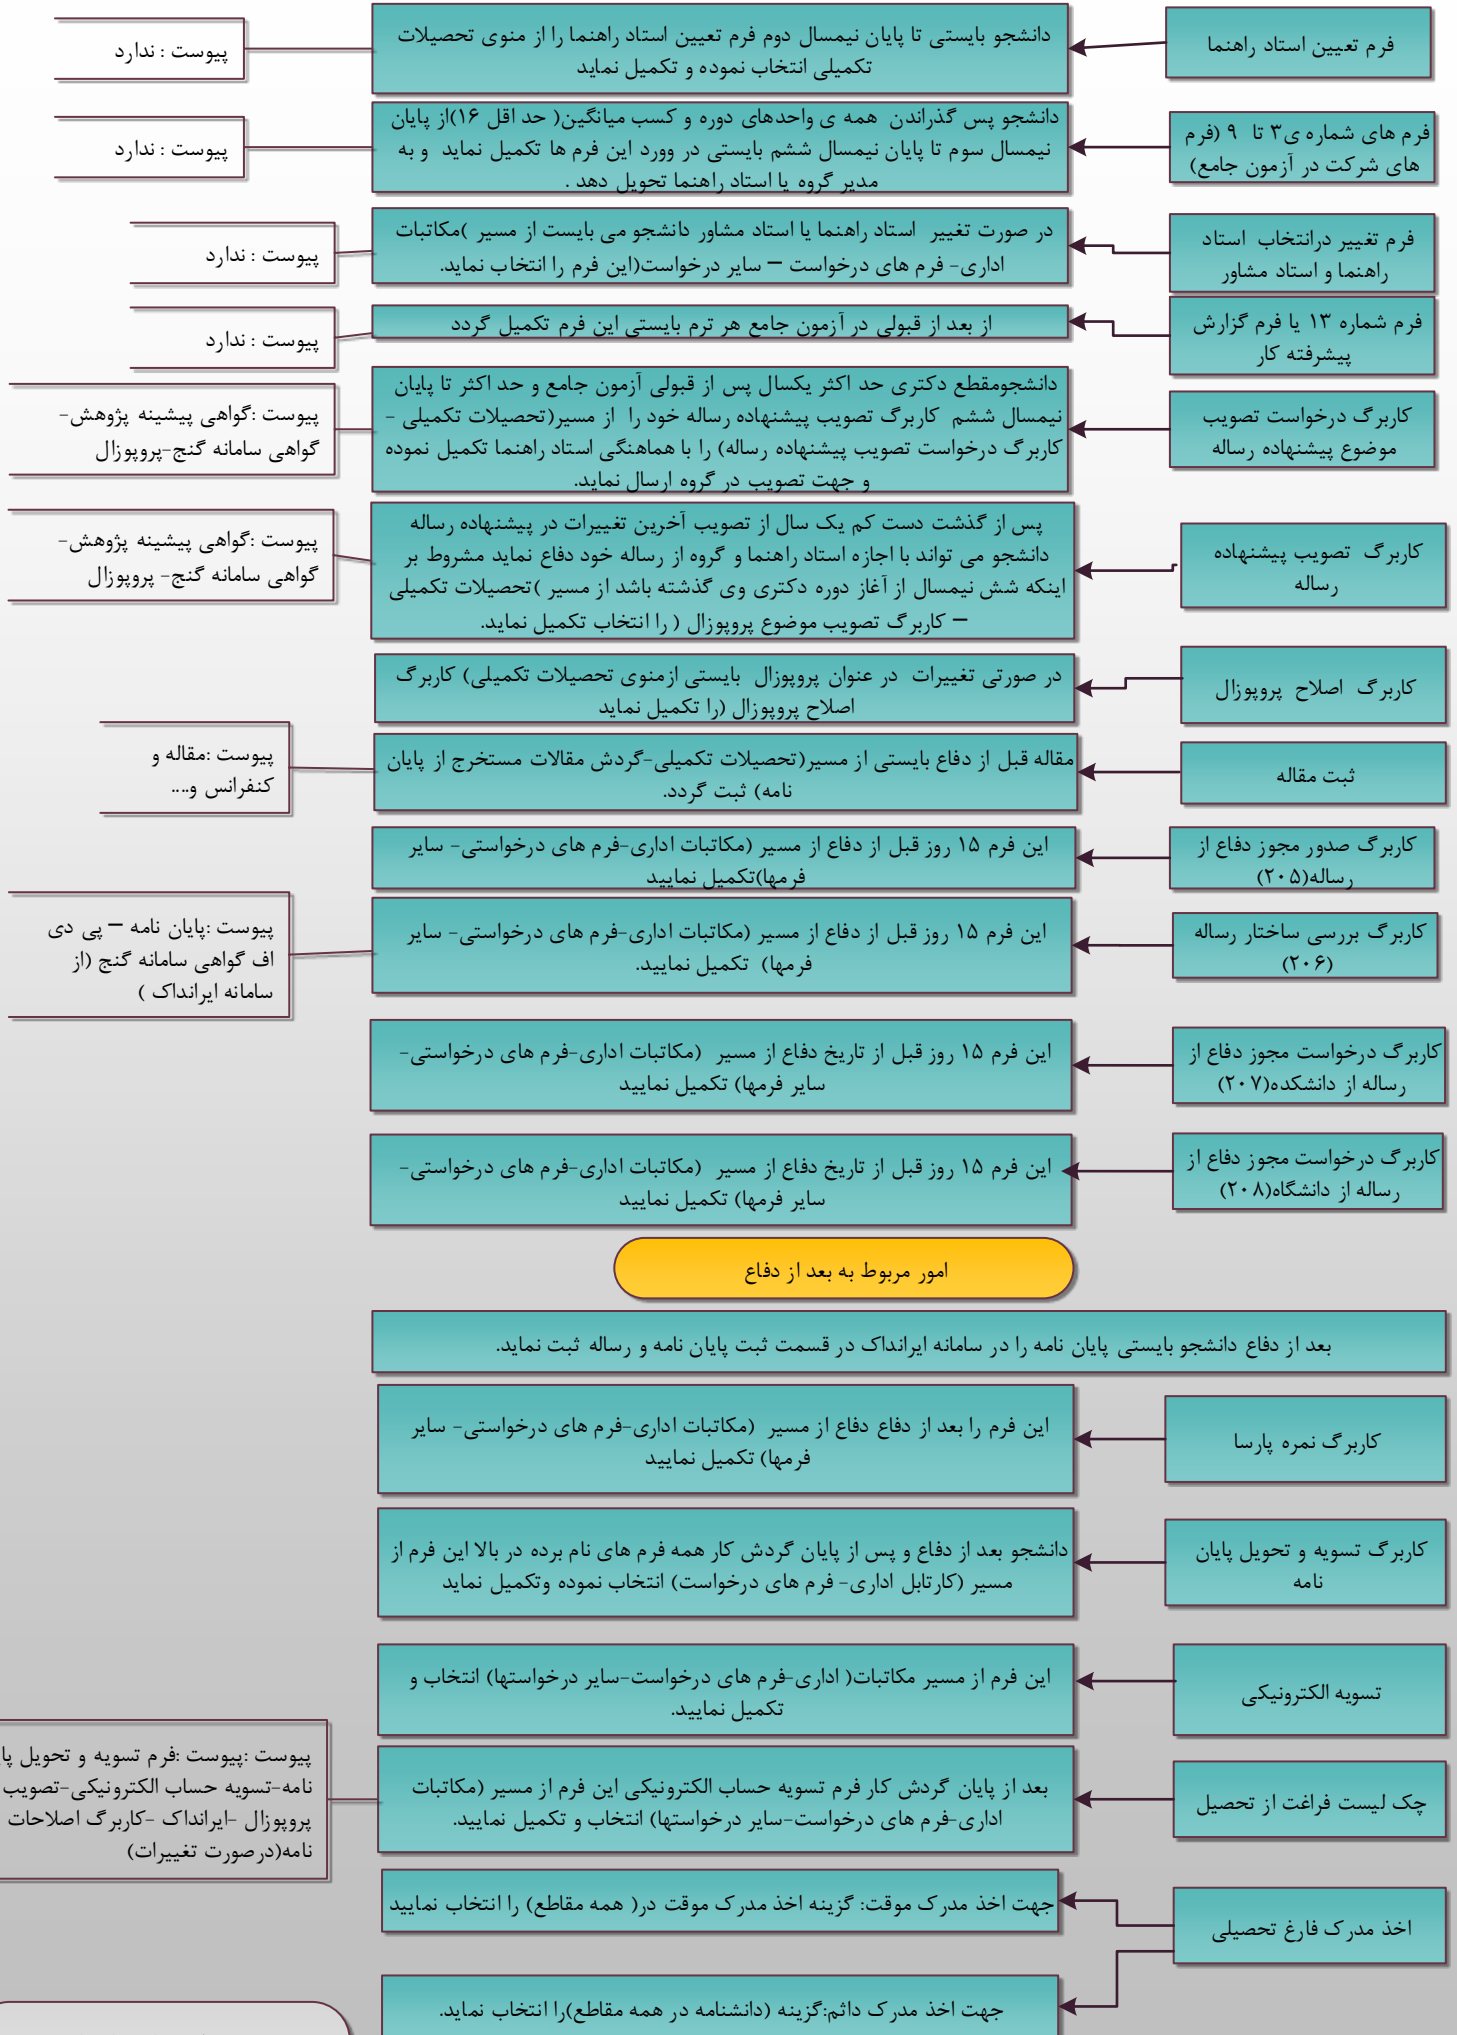 فرم تعیین استاد راهنما
دانشجو بایستی تا پایان نیمسال دوم فرم تعیین استاد راهنما را از منوی تحصیلات
تکمیلی انتخاب نموده و تکمیل نماید
پیوست : ندارد
فرم های شماره ی۳ تا ۹ (فرم
های شرکت در آزمون جامع)
دانشجو پس گذراندن همه ی واحدهای دوره و کسب میانگین( حد اقل ۱۶)از پایان
نیمسال سوم تا پایان نیمسال ششم بایستی در وورد این فرم ها تکمیل نماید و به
مدیر گروه یا استاد راهنما تحویل دهد .
پیوست : ندارد
فرم تغییر درانتخاب استاد
راهنما و استاد مشاور
در صورت تغییر استاد راهنما یا استاد مشاور دانشجو می بایست از مسیر )مکاتبات
اداری- فرم های درخواست – سایر درخواست(این فرم را انتخاب نماید.
پیوست : ندارد
فرم شماره ۱۳ یا فرم گزارش
پیشرفته کار
از بعد از قبولی در آزمون جامع هر ترم بایستی این فرم تکمیل گردد
پیوست : ندارد
کاربرگ درخواست تصویب
موضوع پیشنهاده رساله
دانشجومقطع دکتری حد اکثر یکسال پس از قبولی آزمون جامع و حد اکثر تا پایان
نیمسال ششم کاربرگ تصویب پیشنهاده رساله خود را از مسیر(تحصیلات تکمیلی -
کاربرگ درخواست تصویب پیشنهاده رساله) را با هماهنگی استاد راهنما تکمیل نموده
و جهت تصویب در گروه ارسال نماید.
پیوست :گواهی پیشینه پژوهش-
گواهی سامانه گنج-پروپوزال
کاربرگ تصویب پیشنهاده
رساله
پس از گذشت دست کم یک سال از تصویب آخرین تغییرات در پیشنهاده رساله
دانشجو می تواند با اجازه استاد راهنما و گروه از رساله خود دفاع نماید مشروط بر
اینکه شش نیمسال از آغاز دوره دکتری وی گذشته باشد از مسیر )تحصیلات تکمیلی
– کاربرگ تصویب موضوع پروپوزال ( را انتخاب تکمیل نماید.
پیوست :گواهی پیشینه پژوهش-
گواهی سامانه گنج- پروپوزال
کاربرگ اصلاح پروپوزال
در صورتی تغییرات در عنوان پروپوزال بایستی ازمنوی تحصیلات تکمیلی) کاربرگ
اصلاح پروپوزال (را تکمیل نماید
ثبت مقاله
مقاله قبل از دفاع بایستی از مسیر(تحصیلات تکمیلی-گردش مقالات مستخرج از پایان
نامه) ثبت گردد.
پیوست :مقاله و
کنفرانس و....
کاربرگ صدور مجوز دفاع از
رساله(۲۰۵)
این فرم ۱۵ روز قبل از دفاع از مسیر (مکاتبات اداری-فرم های درخواستی- سایر
فرمها)تکمیل نمایید
کاربرگ بررسی ساختار رساله
(۲۰۶)
این فرم ۱۵ روز قبل از دفاع از مسیر (مکاتبات اداری-فرم های درخواستی- سایر
فرمها) تکمیل نمایید.
پیوست :پایان نامه – پی دی
اف گواهی سامانه گنج (از
سامانه ایرانداک )
کاربرگ درخواست مجوز دفاع از
رساله از دانشکده(۲۰۷)
این فرم ۱۵ روز قبل از تاریخ دفاع از مسیر (مکاتبات اداری-فرم های درخواستی-
سایر فرمها) تکمیل نمایید
کاربرگ درخواست مجوز دفاع از
رساله از دانشگاه(۲۰۸)
این فرم ۱۵ روز قبل از تاریخ دفاع از مسیر (مکاتبات اداری-فرم های درخواستی-
سایر فرمها) تکمیل نمایید
امور مربوط به بعد از دفاع
بعد از دفاع دانشجو بایستی پایان نامه را در سامانه ایرانداک در قسمت ثبت پایان نامه و رساله ثبت نماید.
کاربرگ نمره پارسا
این فرم را بعد از دفاع دفاع از مسیر (مکاتبات اداری-فرم های درخواستی- سایر
فرمها) تکمیل نمایید
کاربرگ تسویه و تحویل پایان
نامه
دانشجو بعد از دفاع و پس از پایان گردش کار همه فرم های نام برده در بالا این فرم از
مسیر (کارتابل اداری- فرم های درخواست) انتخاب نموده وتکمیل نماید
تسویه الکترونیکی
این فرم از مسیر مکاتبات( اداری-فرم های درخواست-سایر درخواستها) انتخاب و
تکمیل نمایید.
چک لیست فراغت از تحصیل
بعد از پایان گردش کار فرم تسویه حساب الکترونیکی این فرم از مسیر (مکاتبات
اداری-فرم های درخواست-سایر درخواستها) انتخاب و تکمیل نمایید.
پیوست :پیوست :فرم تسویه و تحویل
نامه-تسویه حساب الکترونیکی-تصویب
پروپوزال -ایرانداک -کاربرگ اصلاحات
نامه(درصورت تغییرات)
اخذ مدرک فارغ تحصیلی
جهت اخذ مدرک موقت: گزینه اخذ مدرک موقت در( همه مقاطع) را انتخاب نمایید
جهت اخذ مدرک دائم:گزینه (دانشنامه در همه مقاطع)را انتخاب نماید.